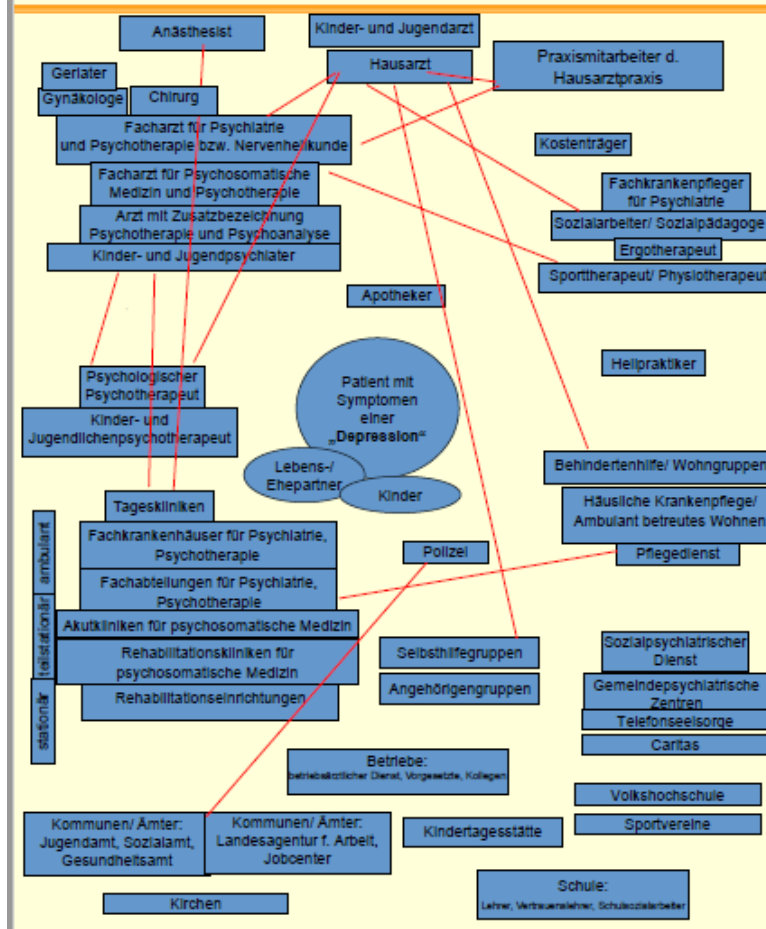 Anästhesist
Kinder- und Jugendarzt
Hausarzt
Praxismitarbeiter d.
Hausarztpraxis
Geriater
Gynäkologe
Chirurg
Facharzt für Psychiatrie
und Psychotherapie bzw. Nervenheilkunde
Kostenträger
Facharzt für Psychosomatische
Medizin und Psychotherapie
Fachkrankenpfleger
für Psychiatrie
Arzt mit Zusatzbezeichnung
Psychotherapie und Psychoanalyse
Sozialarbeiter/ Sozialpädagoge
Kinder- und Jugendpsychiater
Ergotherapeut
Sporttherapeut/ Physiotherapeut
Apotheker
Heilpraktiker
Psychologischer
Psychotherapeut
Kinder- und
Jugendlichenpsychotherapeut
Patient mit
Symptomen
einer
„Depression“
Lebens-/
Ehepartner
Kinder
Behindertenhilfe/ Wohngruppen
Häusliche Krankenpflege/
Ambulant betreutes Wohnen
Pflegedienst
Tageskliniken
ambulant
Fachkrankenhäuser für Psychiatrie,
Psychotherapie
Polizei
Fachabteilungen für Psychiatrie,
Psychotherapie
teilstationär
Akutkliniken für psychosomatische Medizin
Rehabilitationskliniken für
psychosomatische Medizin
stationär
Rehabilitationseinrichtungen
Selbsthilfegruppen
Angehörigengruppen
Sozialpsychiatrischer
Dienst
Gemeindepsychiatrische
Zentren
Telefonseelsorge
Caritas
Betriebe:
betriebsärztlicher Dienst, Vorgesetzte, Kollegen
Volkshochschule
Sportvereine
Kommunen/ Ämter:
Jugendamt, Sozialamt,
Gesundheitsamt
Kommunen/ Ämter:
Landesagentur f. Arbeit,
Jobcenter
Kindertagesstätte
Kirchen
Schule:
Lehrer, Vertrauenslehrer, Schulsozialarbeiter